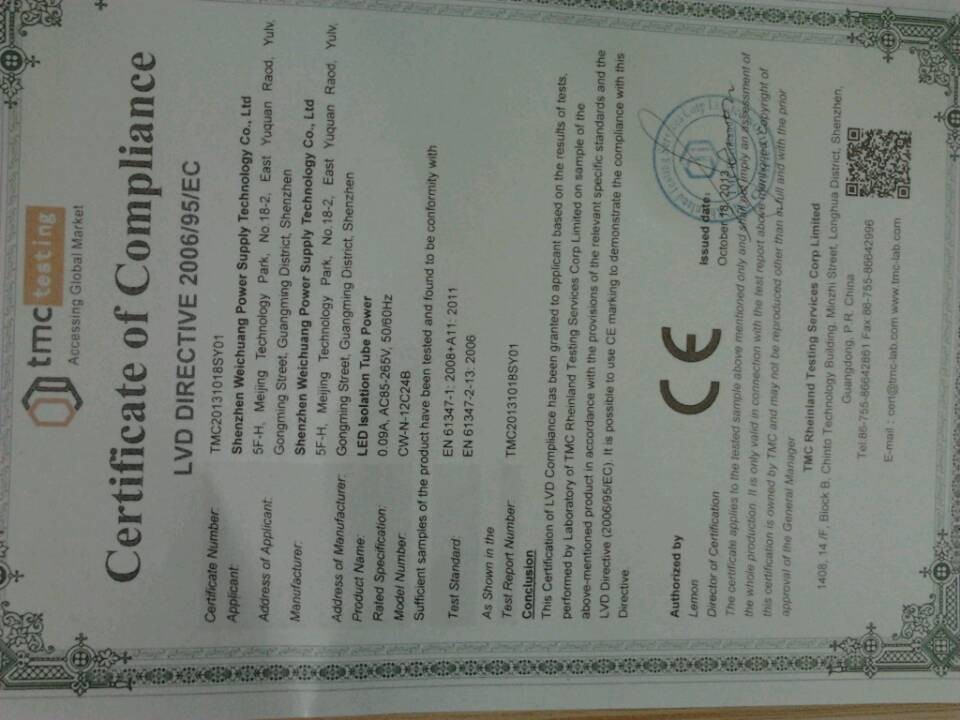 tmc testing
Accessing Global Market
Certificate of Compliance
LVD DIRECTIVE 2006/95/EC
Certificate Number: TMC20131018SY01
Applicant: Shenzhen Weichuang Power Supply Technology Co., Ltd
Address of Applicant: 5F-H, Meijing Technology Park, No.18-2, East Yuquan Raod, Yulv,
Gongming Street, Guangming District, Shenzhen
Manufacturer: Shenzhen Weichuang Power Supply Technology Co., Ltd
5F-H, Meijing Technology Park, No.18-2, East Yuquan Raod, Yulv,
Address of Manufacturer: Gongming Street, Guangming District, Shenzhen
Product Name: LED Isolation Tube Power
Rated Specification: 0.09A, AC85-265V, 50/60Hz
Model Number: CW-N-12C24B
Sufficient samples of the product have been tested and found to be conformity with
Test Standard: EN 61347-1: 2008+A11: 2011
EN 61347-2-13: 2006
As Shown in the
Test Report Number: TMC20131018SY01
Conclusion
This Certification of LVD Compliance has been granted to applicant based on the results of tests,
performed by Laboratory of TMC Rheinland Testing Services Corp Limited on sample of the
above-mentioned product in accordance with the provisions of the relevant specific standards and the
LVD Directive (2006/95/EC). It is possible to use CE marking to demonstrate the compliance with this
Directive.
Authorized by
Lemon
Director of Certification
CE
Issued date:
October 18, 2013
The certificate applies to the tested sample above mentioned only and shall not imply an assessment of
the whole production. It is only valid in connection with the test report above mentioned. Copyright of
this certification is owned by TMC and may not be reproduced other than in full and with the prior
approval of the General Manager
TMC Rheinland Testing Services Corp Limited
1408, 14 /F, Block B, Chinto Technology Building, Minzhi Street, Longhua District, Shenzhen,
Guangdong, P.R. China
Tel:86-755-86642861 Fax:86-755-86642996
E-mail : cert@tmc-lab.com www.tmc-lab.com